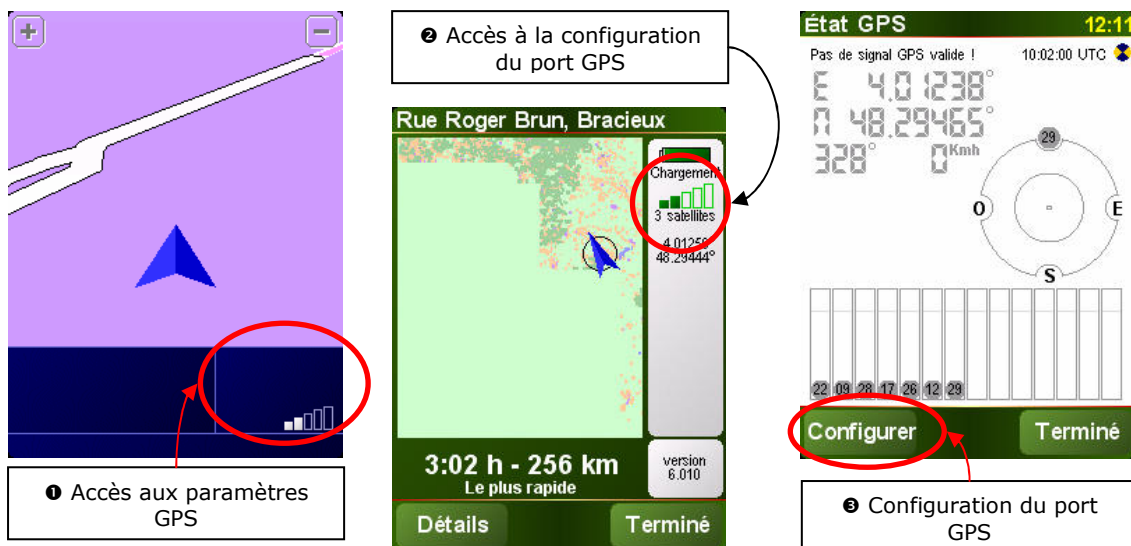 +
−
❶ Accès aux paramètres
GPS
❷ Accès à la configuration
du port GPS
Rue Roger Brun, Bracieux
Chargement
3 satellites
4.01256°
48.29444°
3:02 h - 256 km
Le plus rapide
version
6.010
Détails
Terminé
État GPS
12:11
Pas de signal GPS valide !
10:02:00 UTC
E 4.01238°
N 48.29465°
328° 0 Kmh
29
O
E
S
22 09 28 17 26 12 29
Configurer
Terminé
❸ Configuration du port
GPS